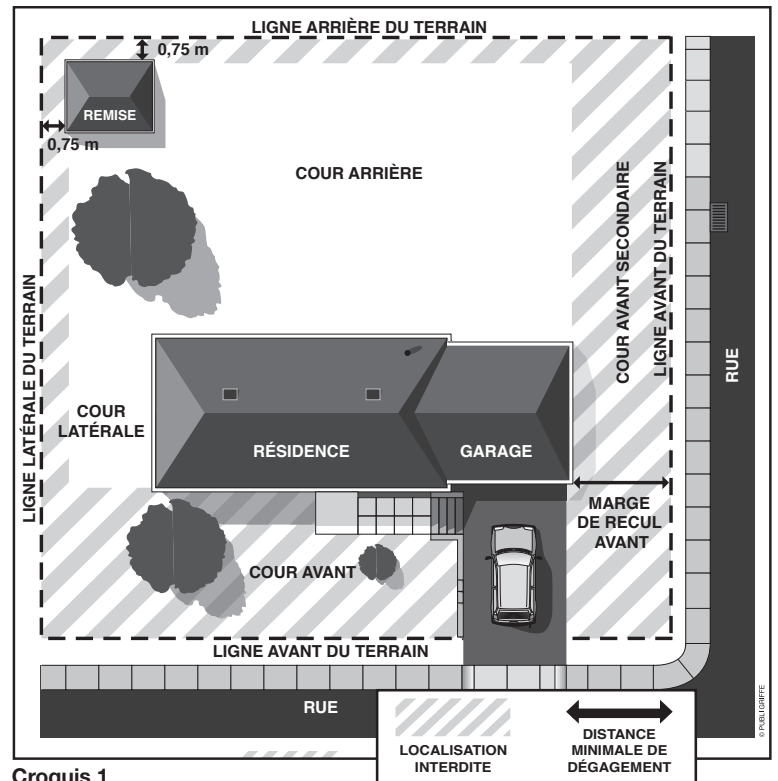 LIGNE ARRIÈRE DU TERRAIN
0,75 m
REMISE
0,75 m
COUR ARRIÈRE
COUR AVANT SECONDAIRE
LIGNE AVANT DU TERRAIN
RUE
LIGNE LATÉRALE DU TERRAIN
COUR
LATÉRALE
RÉSIDENCE
GARAGE
MARGE
DE RECUL
AVANT
COUR AVANT
LIGNE AVANT DU TERRAIN
RUE
© PUBLIGRIFFE
LOCALISATION
INTERDITE
DISTANCE
MINIMALE DE
DÉGAGEMENT
Croquis 1